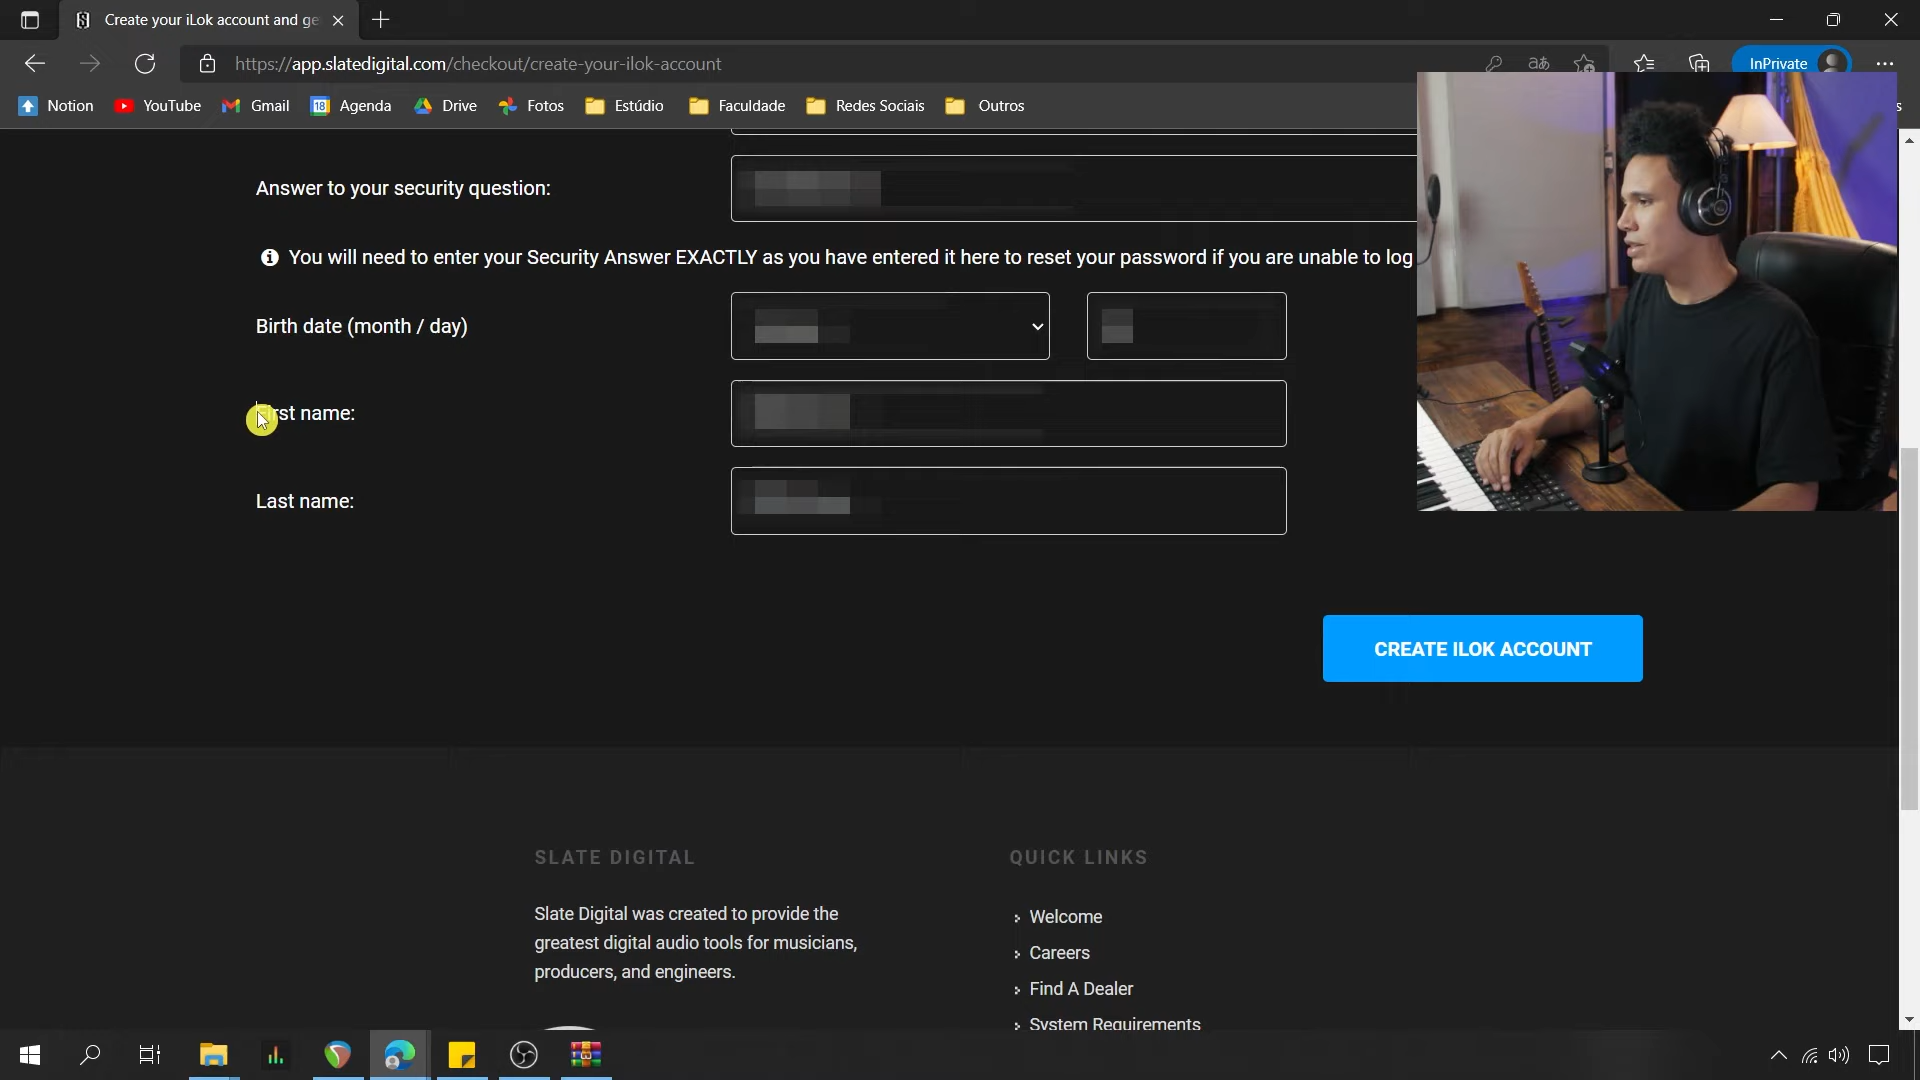 Create your iLok account and ge
https://app.slatedigital.com/checkout/create-your-ilok-account
aあ
InPrivate
Notion
YouTube
Gmail
18
Agenda
Drive
Fotos
Estúdio
Faculdade
Redes Sociais
Outros
s
Answer to your security question:
You will need to enter your Security Answer EXACTLY as you have entered it here to reset your password if you are unable to log
Birth date (month / day)
First name:
Last name:
CREATE ILOK ACCOUNT
SLATE DIGITAL
Slate Digital was created to provide the
greatest digital audio tools for musicians,
producers, and engineers.
QUICK LINKS
Welcome
Careers
Find A Dealer
System Requirements